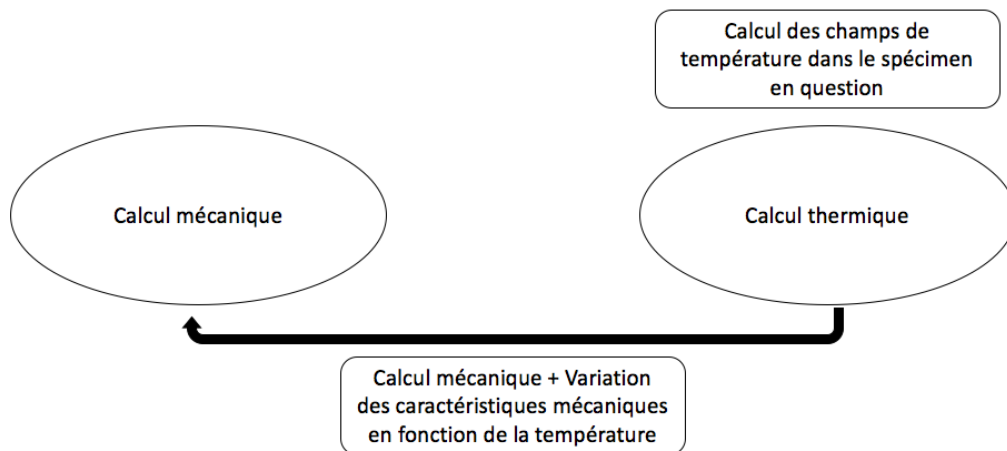 Calcul des champs de
température dans le spécimen
en question
Calcul mécanique
Calcul thermique
Calcul mécanique + Variation
des caractéristiques mécaniques
en fonction de la température